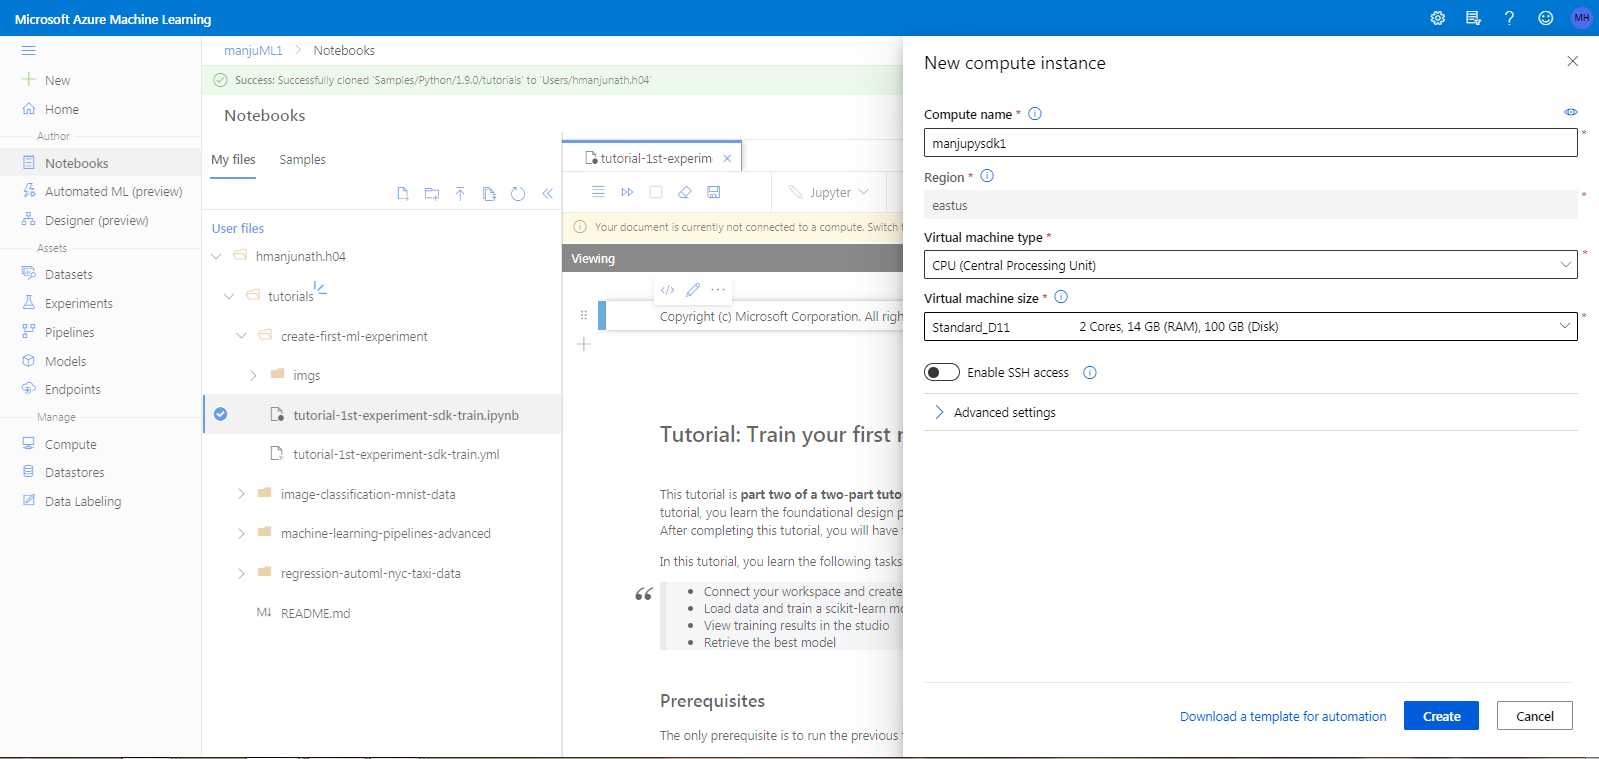 Microsoft Azure Machine Learning
MH
New
Home
Author
Notebooks
Automated ML (preview)
Designer (preview)
Assets
Datasets
Experiments
Pipelines
Models
Endpoints
Manage
Compute
Datastores
Data Labeling
manjuML1 > Notebooks
Success: Successfully cloned 'Samples/Python/1.9.0/tutorials' to 'Users/hmanjunath.h04'
Notebooks
My files Samples
User files
hmanjunath.h04
tutorials
create-first-ml-experiment
imgs
tutorial-1st-experiment-sdk-train.ipynb
tutorial-1st-experiment-sdk-train.yml
image-classification-mnist-data
machine-learning-pipelines-advanced
regression-automl-nyc-taxi-data
M↓ README.md
tutorial-1st-experim
Jupyter
Your document is currently not connected to a compute. Switch
Viewing
Copyright (c) Microsoft Corporation. All righ
Tutorial: Train your first
This tutorial is part two of a two-part tuto
tutorial, you learn the foundational design p
After completing this tutorial, you will have
In this tutorial, you learn the following tasks
“
• Connect your workspace and create
• Load data and train a scikit-learn mo
• View training results in the studio
• Retrieve the best model
Prerequisites
The only prerequisite is to run the previous
New compute instance
Compute name *
manjupysdk1
Region *
eastus
Virtual machine type *
CPU (Central Processing Unit)
Virtual machine size *
Standard_D11 2 Cores, 14 GB (RAM), 100 GB (Disk)
Enable SSH access
Advanced settings
Download a template for automation Create Cancel